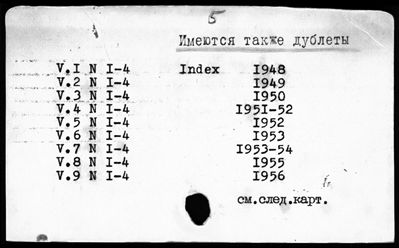 5
Имеются также дублеты
V.I N I-4 Index I948
V.2 N I-4 I949
V.3 N I-4 I950
V.4 N I-4 I951-52
V.5 N I-4 I952
V.6 N I-4 I953
V.7 N I-4 I953-54
V.8 N I-4 I955
V.9 N I-4 I956
см.след.карт.